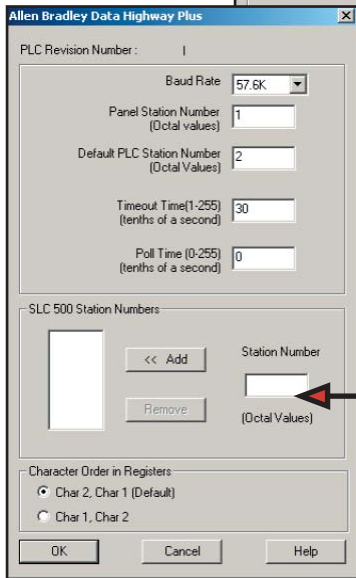 Allen Bradley Data Highway Plus
PLC Revision Number : I
Baud Rate 57.6K
Panel Station Number 1
(Octal values)
Default PLC Station Number 2
(Octal Values)
Timeout Time(1-255) 30
(tenths of a second)
Poll Time (0-255) 0
(tenths of a second)
SLC 500 Station Numbers
<< Add
Station Number
Remove
(Octal Values)
Character Order in Registers
Char 2, Char 1 (Default)
Char 1, Char 2
OK Cancel Help